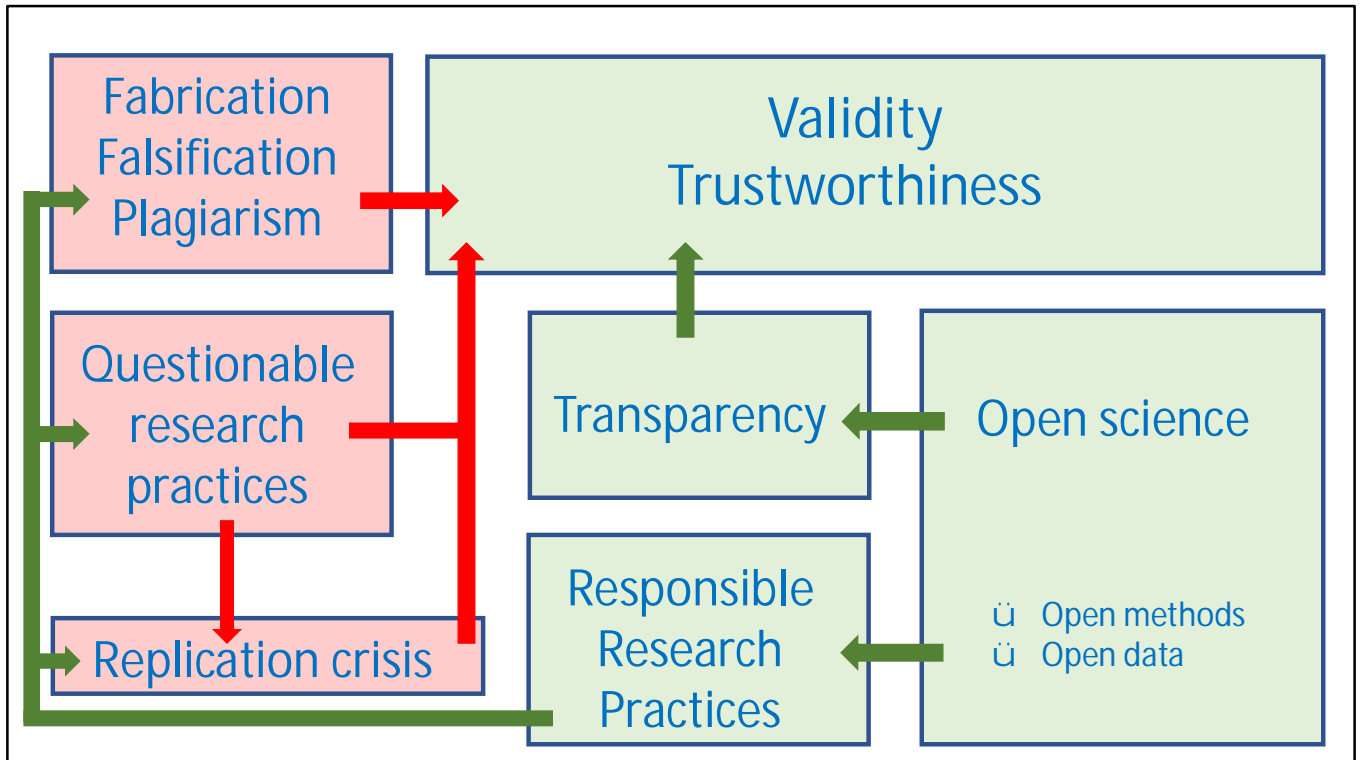 Fabrication
Falsification
Plagiarism
Validity
Trustworthiness
Questionable
research
practices
Transparency
Open science
Replication crisis
Responsible
Research
Practices
ü Open methods
ü Open data